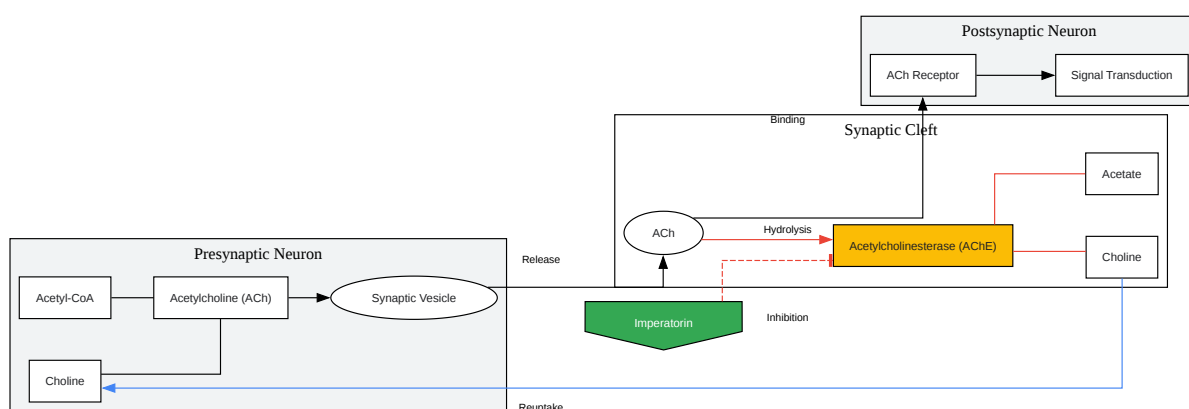 Postsynaptic Neuron
ACh Receptor
Signal Transduction
Binding
Synaptic Cleft
Acetate
ACh
Hydrolysis
Acetylcholinesterase (AChE)
Choline
Presynaptic Neuron
Release
Acetyl-CoA
Acetylcholine (ACh)
Synaptic Vesicle
Imperatorin
Inhibition
Choline
Reuptake